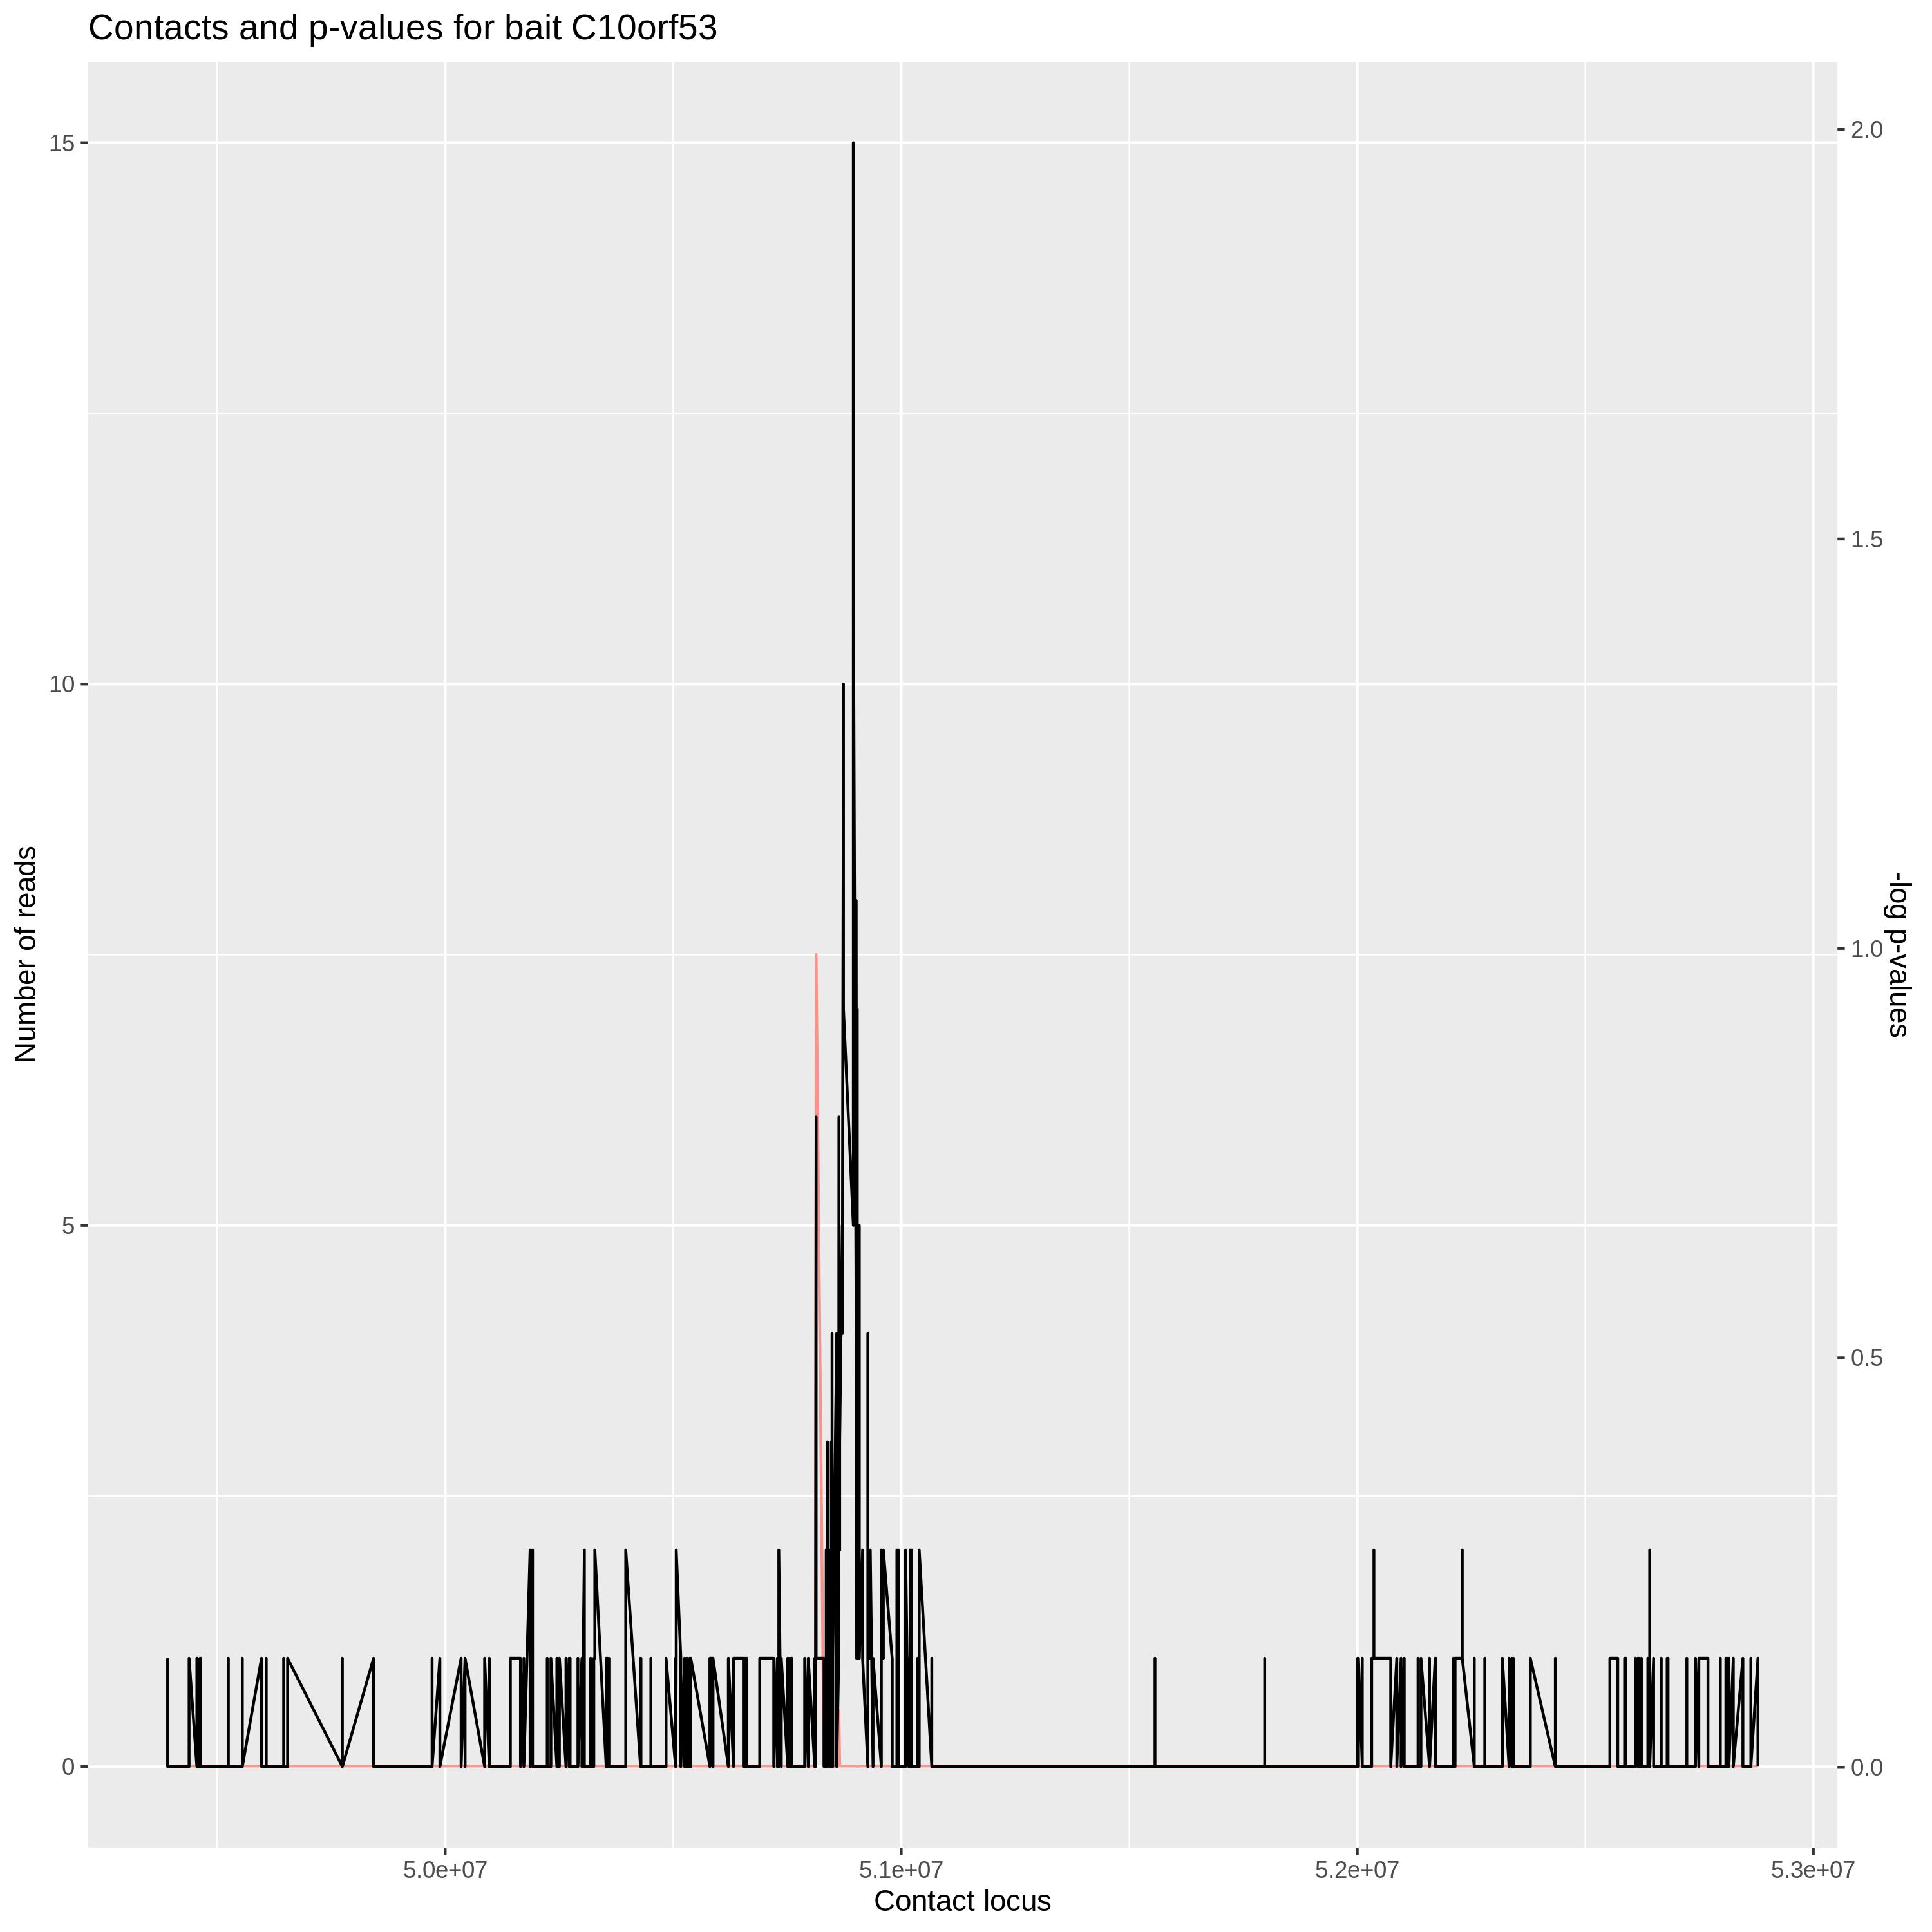 Contacts and p-values for bait C10orf53
15
10
5
0
Number of reads
2.0
1.5
1.0
0.5
0.0
-log p-values
5.0e+07
5.1e+07
5.2e+07
5.3e+07
Contact locus